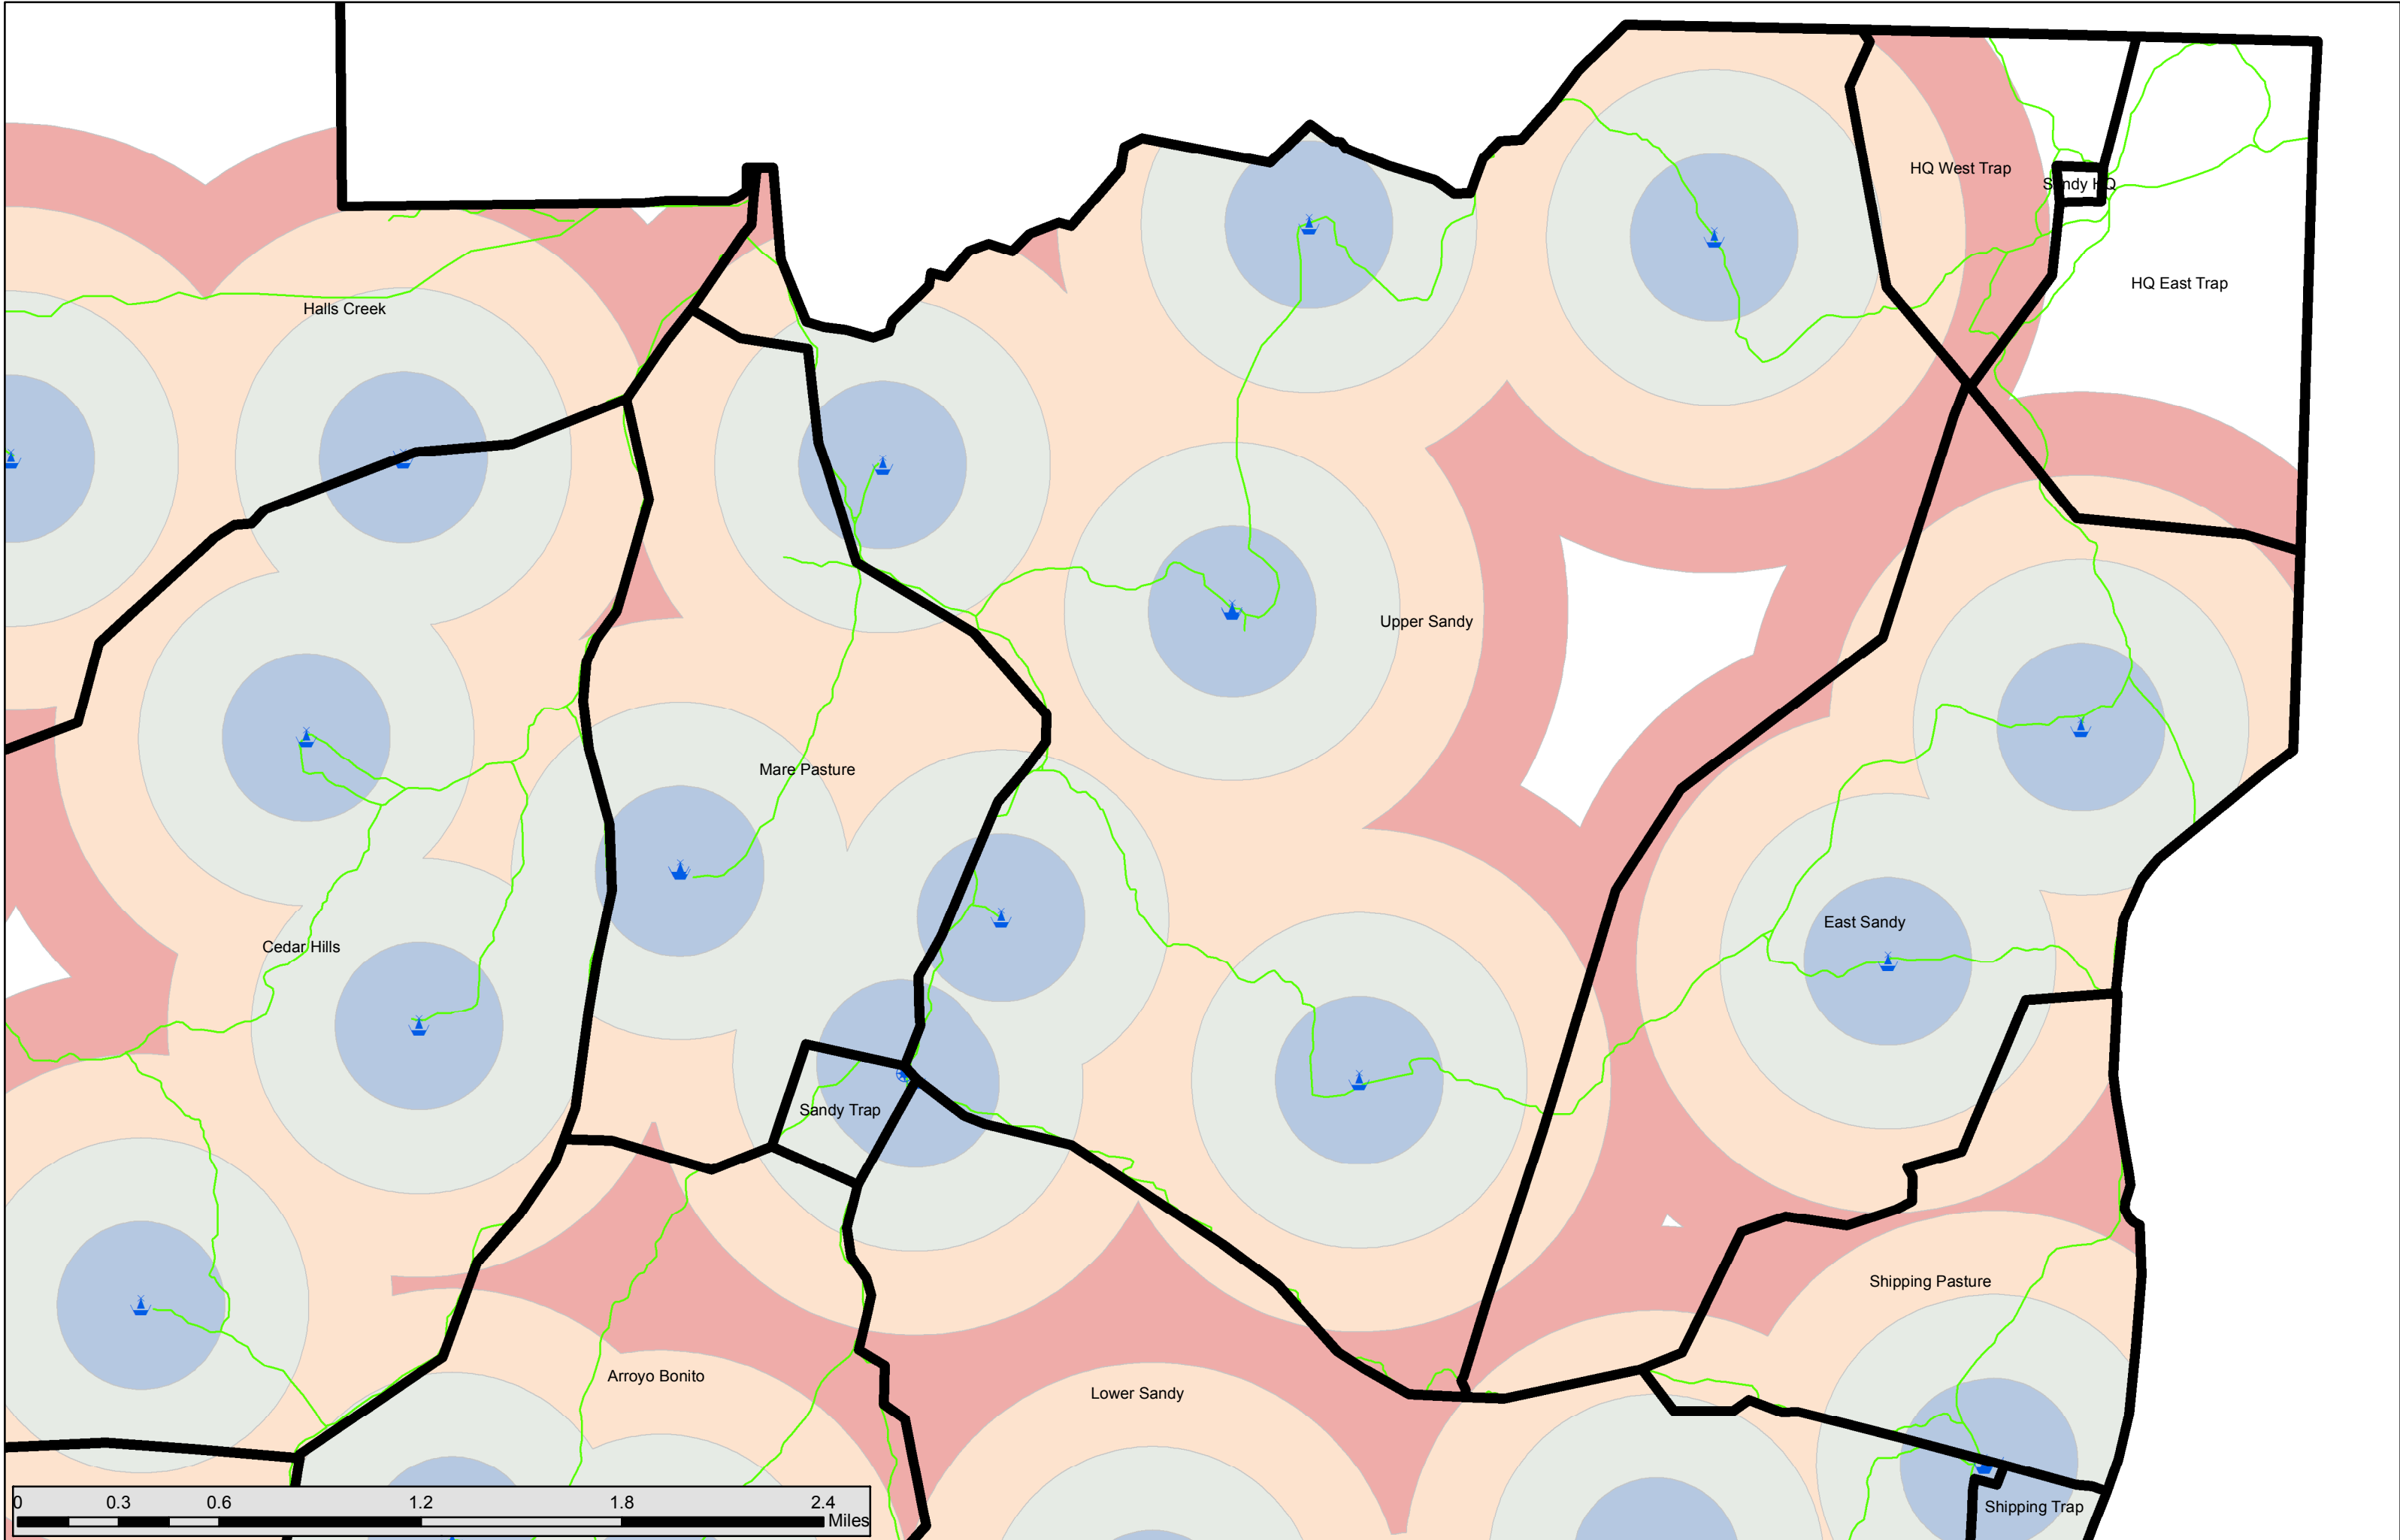 HQ West Trap
Sandy HQ
HQ East Trap
Halls Creek
Upper Sandy
Mare Pasture
East Sandy
Cedar Hills
Sandy Trap
Shipping Pasture
Arroyo Bonito
Lower Sandy
0 0.3 0.6 1.2 1.8 2.4
Miles
Shipping Trap